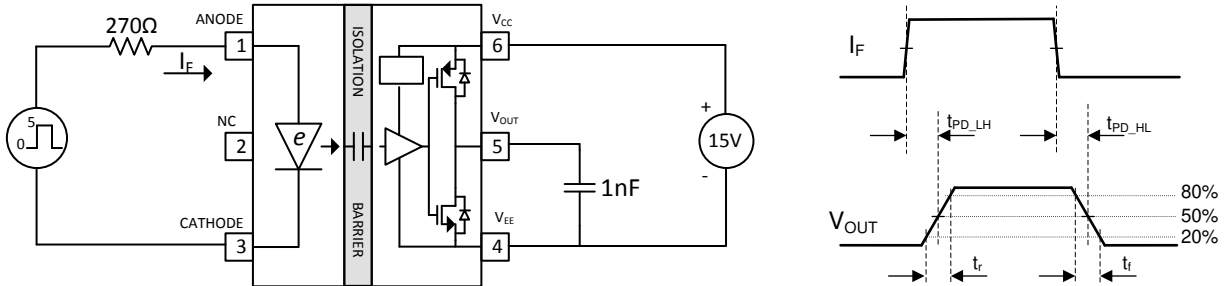 270Ω
I_F
5
0
ANODE
1
NC
2
CATHODE
3
e
ISOLATION
BARRIER
V_CC
6
V_OUT
5
V_EE
4
1nF
+
15V
-
I_F
t_PD_LH
t_PD_HL
80%
50%
20%
V_OUT
t_r
t_f